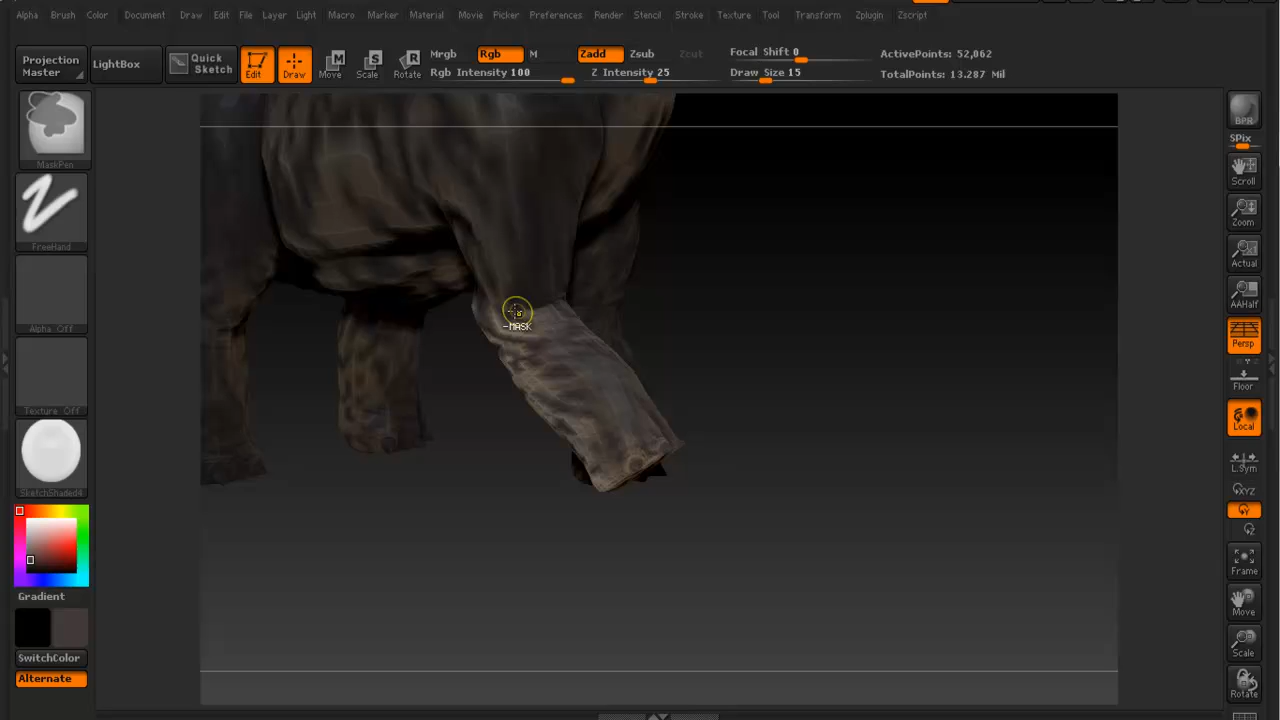 Alpha Brush Color Document Draw Edit File Layer Light Macro Marker Material Movie Picker Preferences Render Stencil Stroke Texture Tool Transform Zplugin Zscript
Projection Master
LightBox
Quick Sketch
Edit
Draw
Move
Scale
Rotate
Mrgb Rgb M
Rgb Intensity 100
Zadd Zsub Zcut
Z Intensity 25
Focal Shift 0
Draw Size 15
ActivePoints: 52,062
TotalPoints: 13.287 Mil
MaskPen
FreeHand
Alpha Off
Texture Off
SketchShaded4
Gradient
SwitchColor
Alternate
-MASK
BPR
SPix
Scroll
Zoom
Actual
AAHalf
Persp
Floor
Local
L.Sym
XYZ
Y
Z
Frame
Move
Scale
Rotate